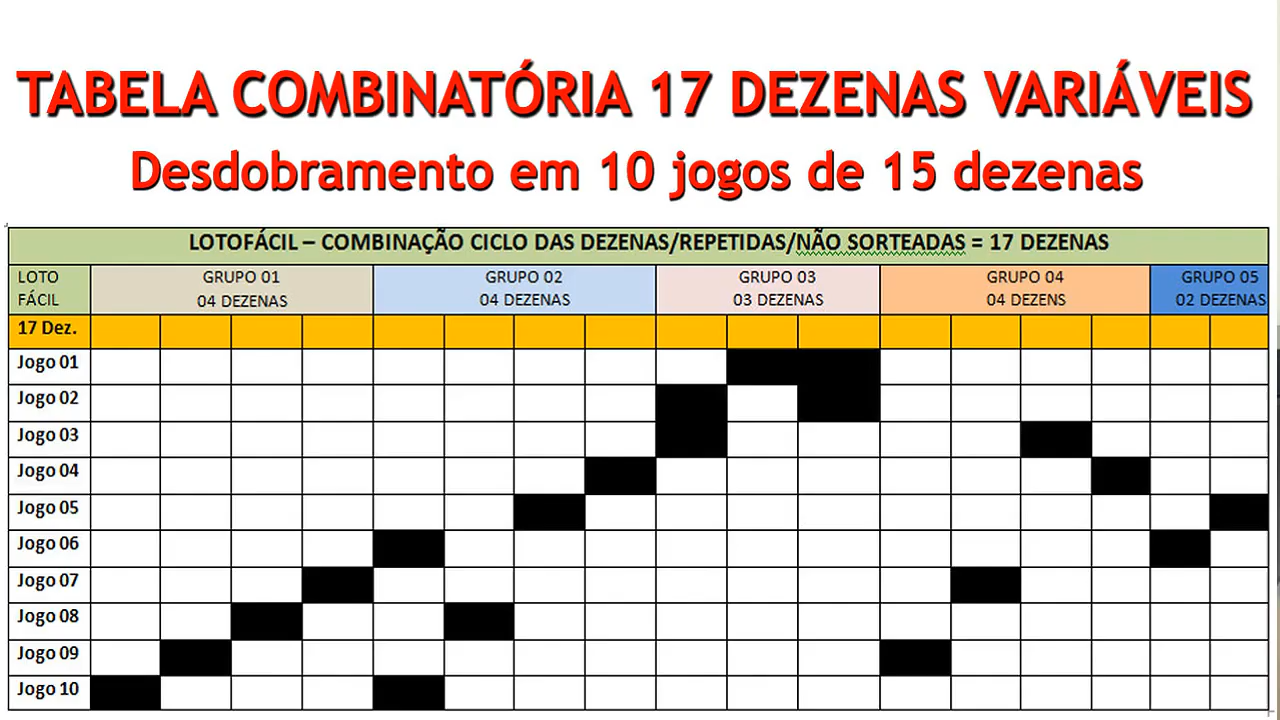 TABELA COMBINATÓRIA 17 DEZENAS VARIÁVEIS
Desdobramento em 10 jogos de 15 dezenas
LOTOFÁCIL – COMBINAÇÃO CICLO DAS DEZENAS/REPETIDAS/NÃO SORTEADAS = 17 DEZENAS
LOTO FÁCIL
GRUPO 01
04 DEZENAS
GRUPO 02
04 DEZENAS
GRUPO 03
03 DEZENAS
GRUPO 04
04 DEZENS
GRUPO 05
02 DEZENAS
17 Dez.
Jogo 01
Jogo 02
Jogo 03
Jogo 04
Jogo 05
Jogo 06
Jogo 07
Jogo 08
Jogo 09
Jogo 10